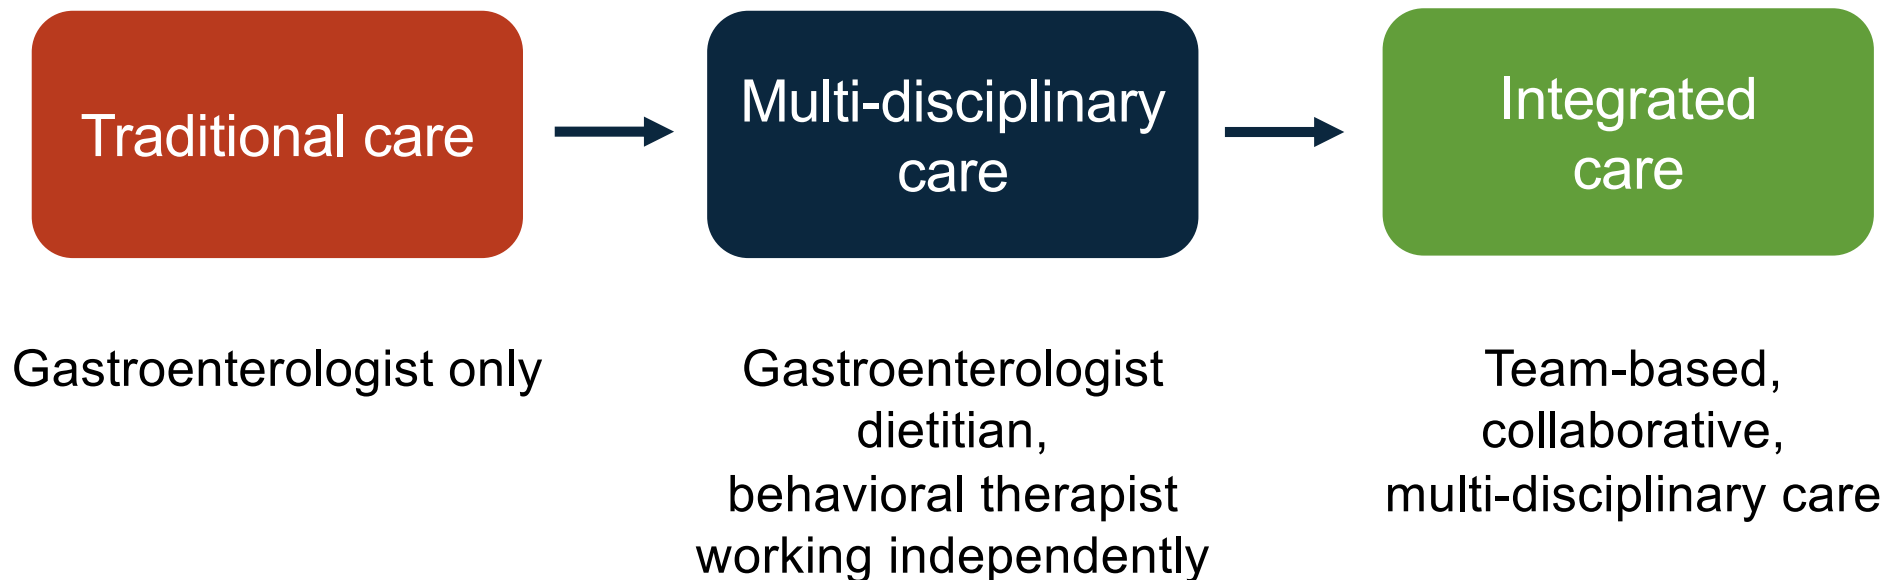 Traditional care
Multi-disciplinary
care
Integrated
care
Gastroenterologist only
Gastroenterologist
dietitian,
behavioral therapist
working independently
Team-based,
collaborative,
multi-disciplinary care